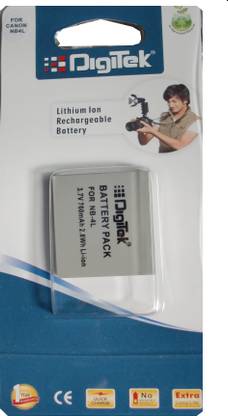 FOR
CANON
NB4L
DigiTek®
Lithium Ion
Rechargeable
Battery
DigiTek®
BATTERY PACK
FOR NB-4L
3.7V 760mAh 2.8Wh Li-ion
CE
No
Extra